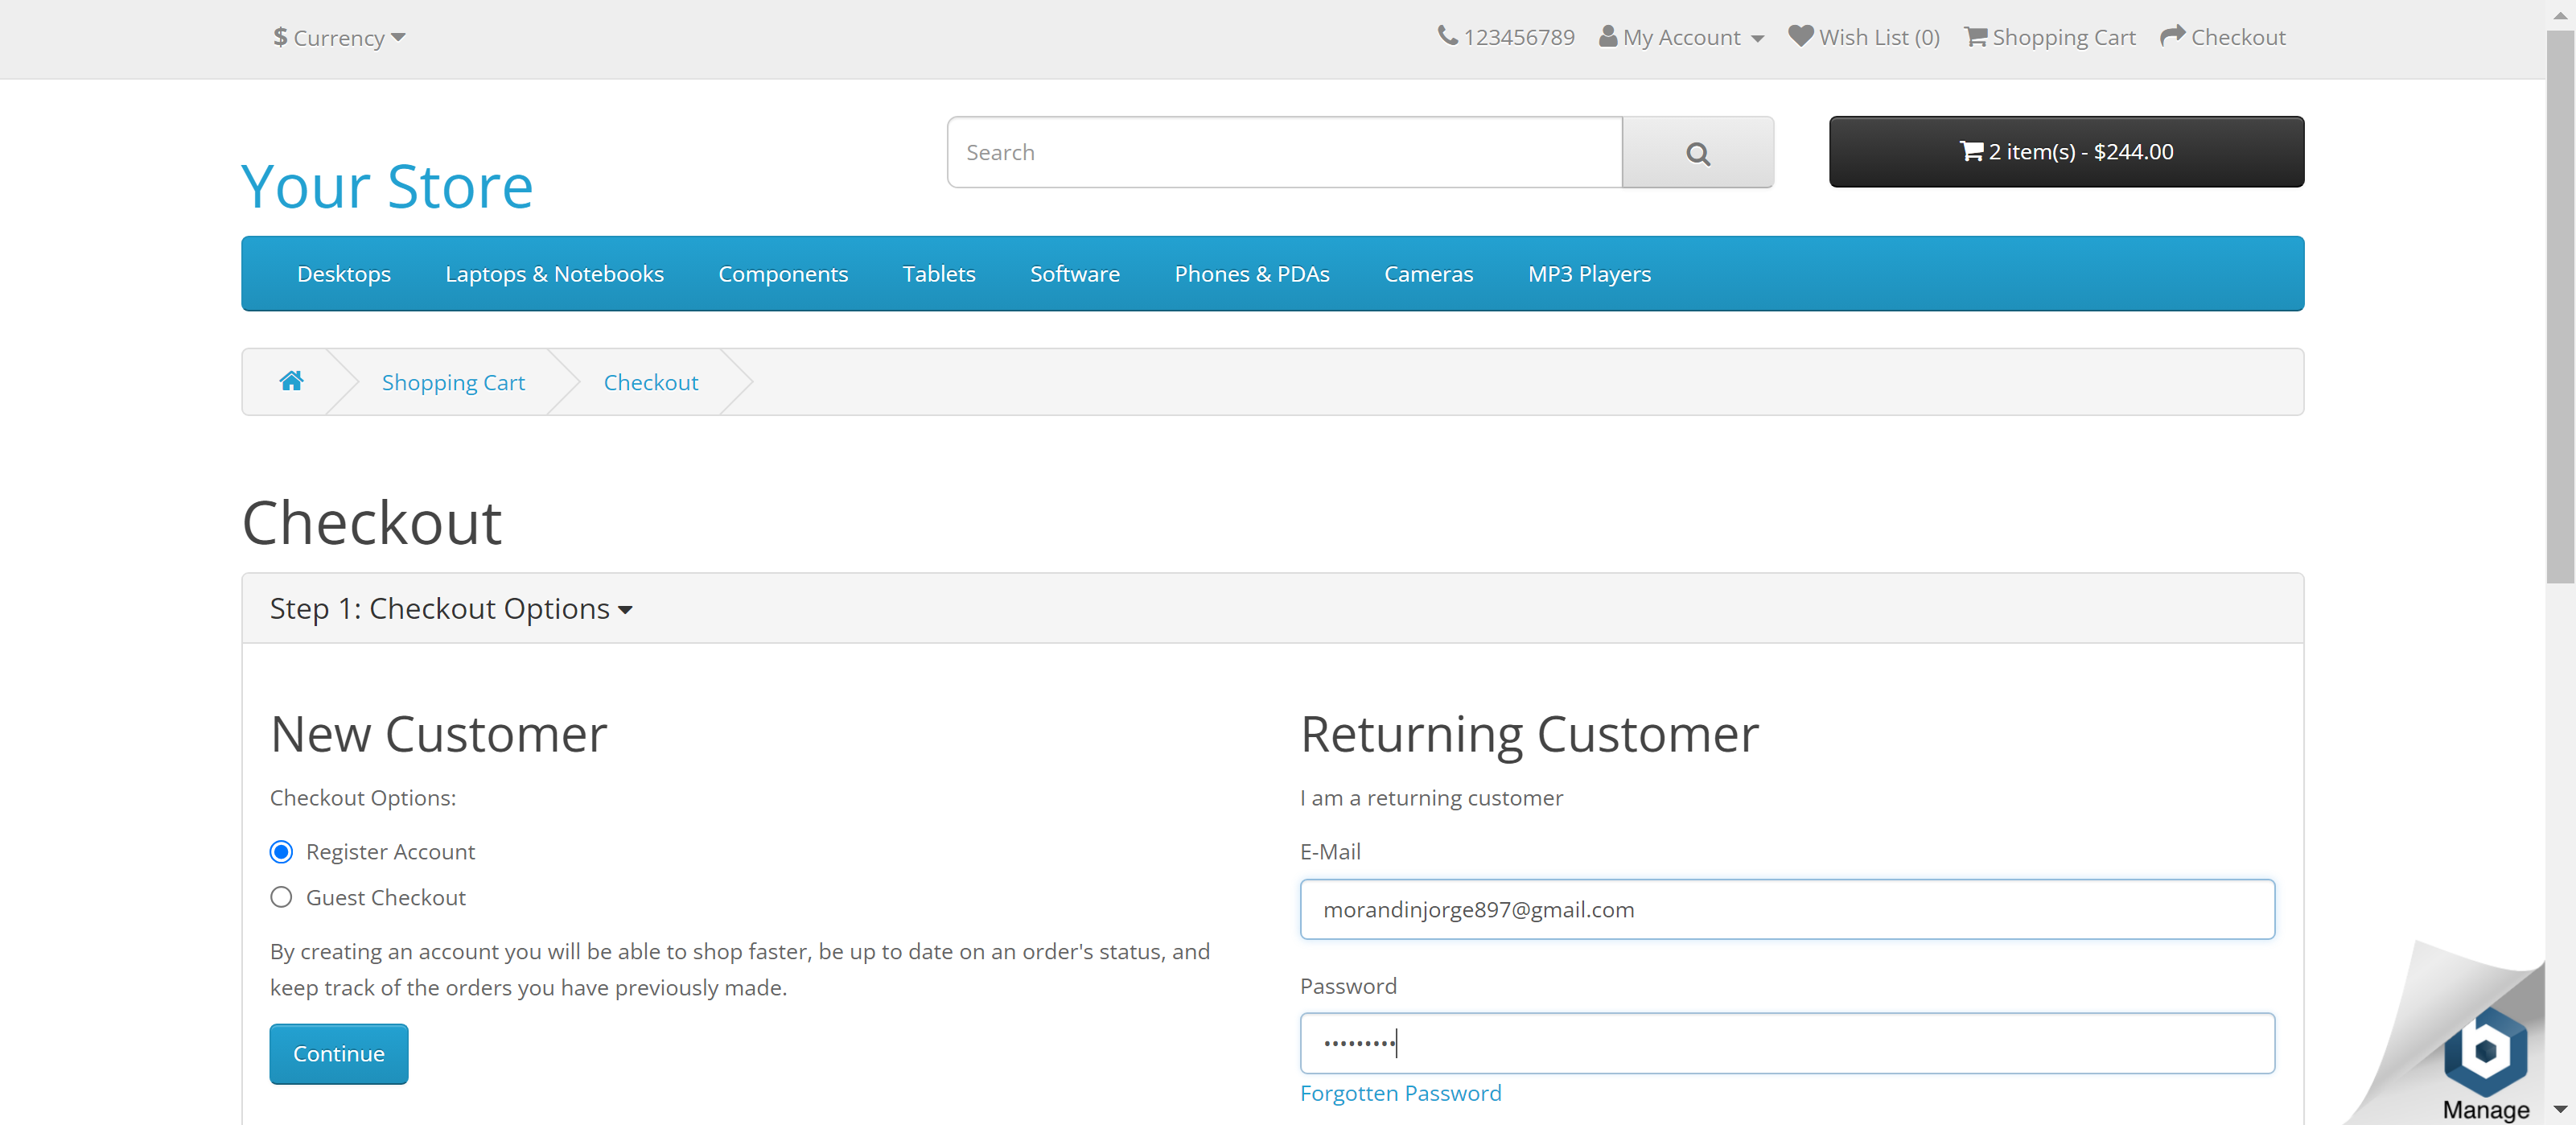 $ Currency
123456789 My Account Wish List (0) Shopping Cart Checkout
Your Store
Search
2 item(s) - $244.00
Desktops Laptops & Notebooks Components Tablets Software Phones & PDAs Cameras MP3 Players
Shopping Cart Checkout
Checkout
Step 1: Checkout Options
New Customer
Checkout Options:
Register Account
Guest Checkout
By creating an account you will be able to shop faster, be up to date on an order's status, and
keep track of the orders you have previously made.
Continue
Returning Customer
I am a returning customer
E-Mail
morandinjorge897@gmail.com
Password
•••••••••
Forgotten Password
b
Manage